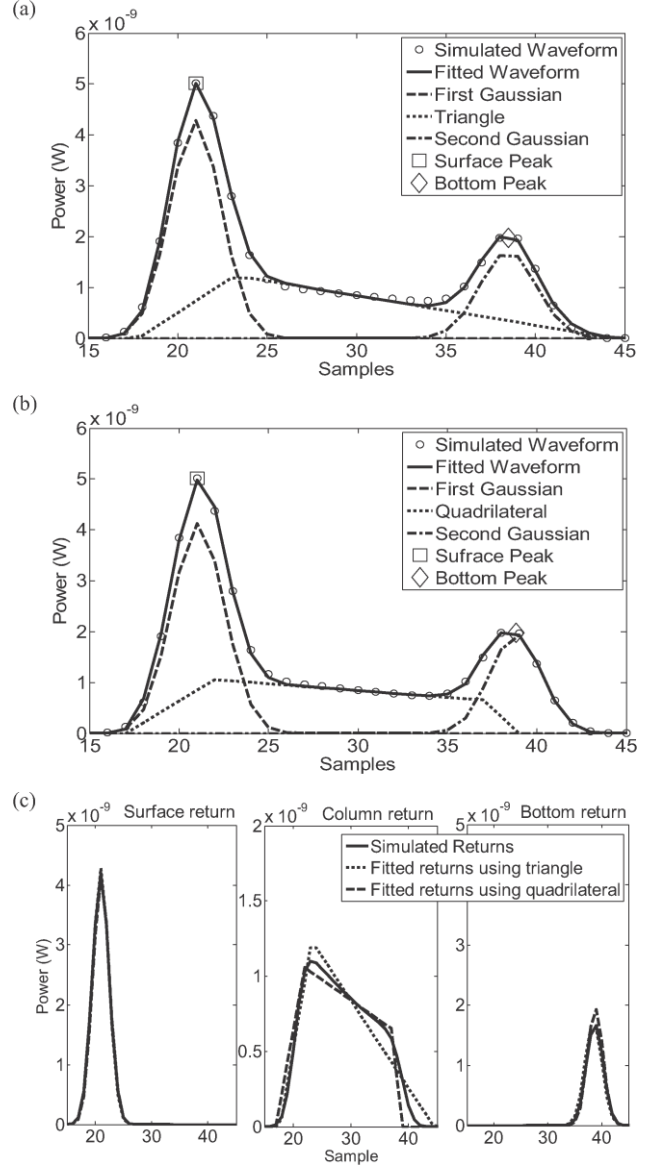 (a)
6 x 10^-9
5
4
3
2
1
0
Power (W)
15 20 25 30 35 40 45
Samples
Simulated Waveform
Fitted Waveform
First Gaussian
Triangle
Second Gaussian
Surface Peak
Bottom Peak
(b)
6 x 10^-9
5
4
3
2
1
0
Power (W)
15 20 25 30 35 40 45
Samples
Simulated Waveform
Fitted Waveform
First Gaussian
Quadrilateral
Second Gaussian
Sufrace Peak
Bottom Peak
(c)
x 10^-9 Surface return
5
4
3
2
1
0
Power (W)
20 30 40
x 10^-9 Column return
2
1.5
1
0.5
0
20 30 40
Sample
x 10^-9 Bottom return
5
4
3
2
1
0
20 30 40
Simulated Returns
Fitted returns using triangle
Fitted returns using quadrilateral